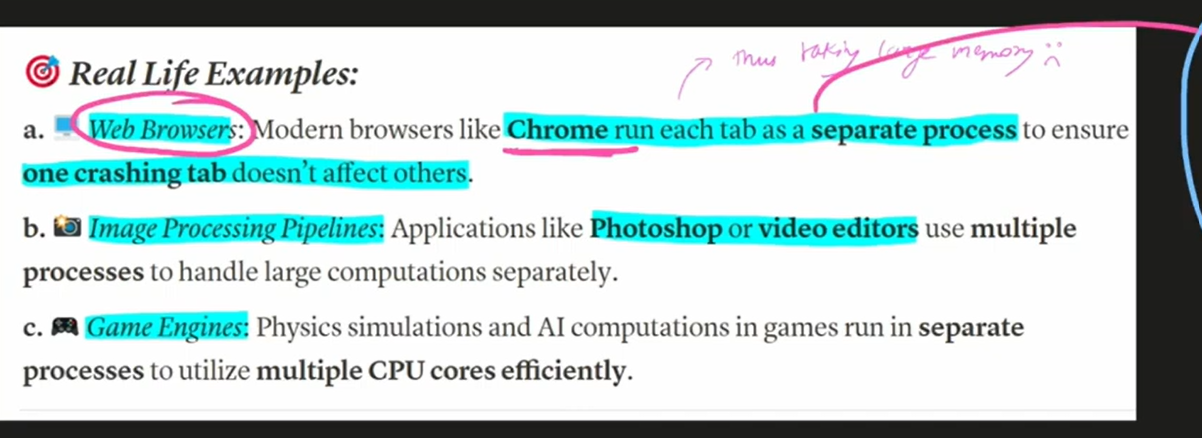 🎯 Real Life Examples:
thus taking large memory :(
a. 💻 Web Browsers: Modern browsers like Chrome run each tab as a separate process to ensure
one crashing tab doesn't affect others.
b. 📸 Image Processing Pipelines: Applications like Photoshop or video editors use multiple
processes to handle large computations separately.
c. 🎮 Game Engines: Physics simulations and AI computations in games run in separate
processes to utilize multiple CPU cores efficiently.